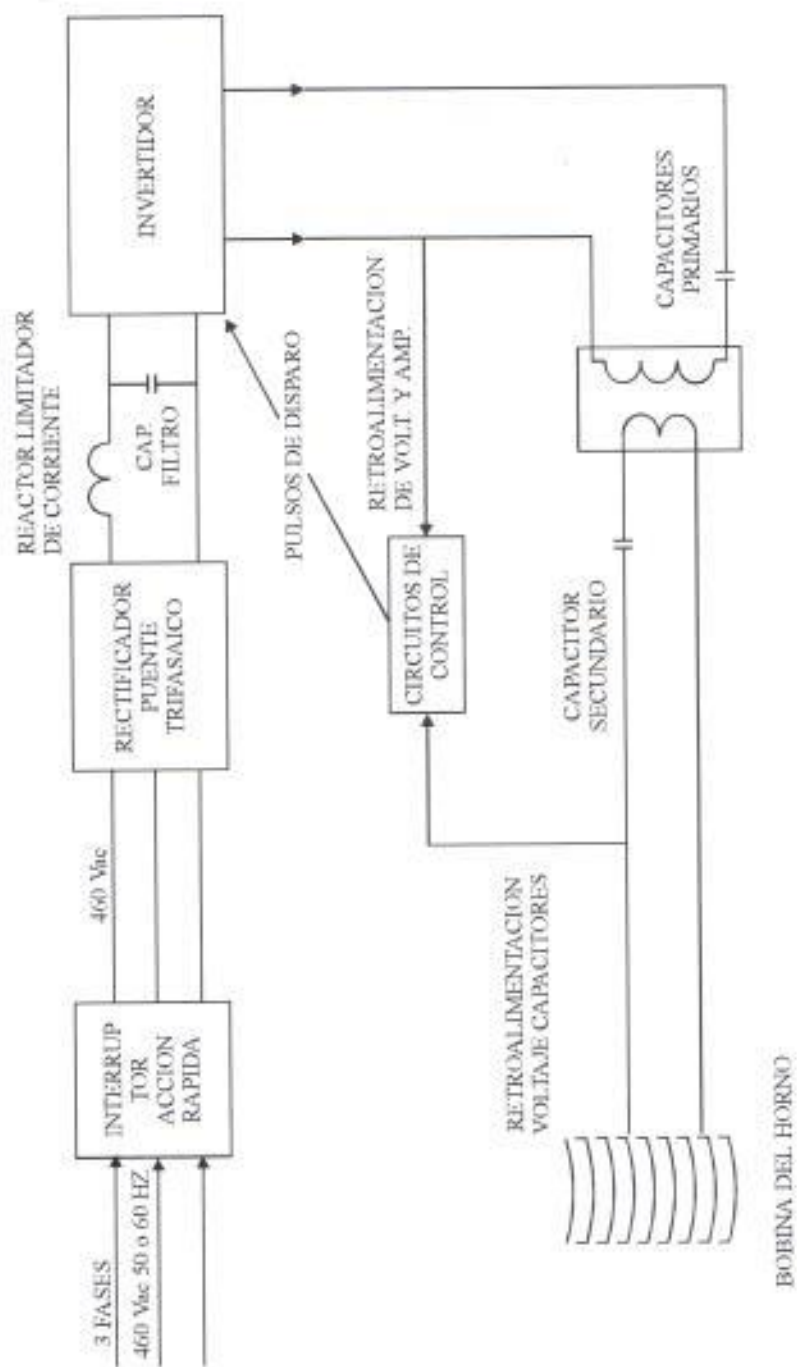 3 FASES
460 Vac 50 o 60 HZ
INTERRUP
TOR
ACCION
RAPIDA
460 Vac
RECTIFICADOR
PUENTE
TRIFASAICO
REACTOR LIMITADOR
DE CORRIENTE
CAP.
FILTRO
INVERTIDOR
PULSOS DE DISPARO
RETROALIMENTACION
DE VOLT. Y AMP.
CIRCUITOS DE
CONTROL
RETROALIMENTACION
VOLTAJE CAPACITORES
CAPACITOR
SECUNDARIO
CAPACITORES
PRIMARIOS
BOBINA DEL HORNO